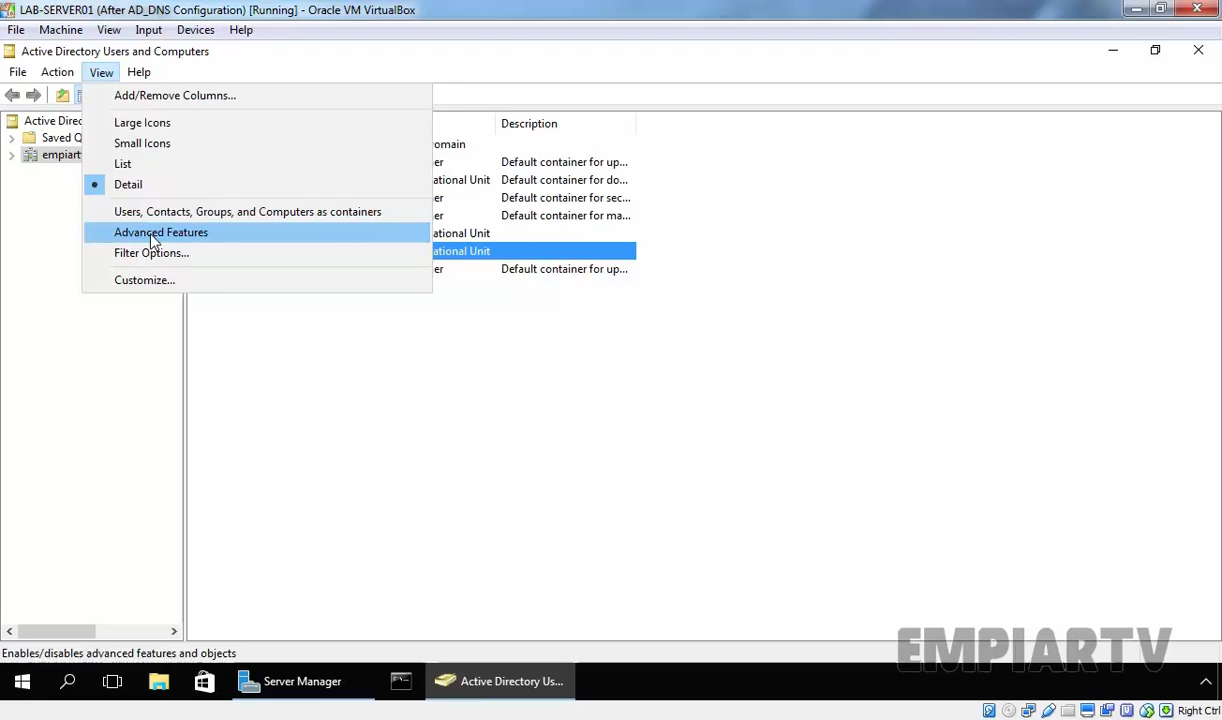 LAB-SERVER01 (After AD_DNS Configuration) [Running] - Oracle VM VirtualBox
File Machine View Input Devices Help
Active Directory Users and Computers
File Action View Help
Add/Remove Columns...
Large Icons
Small Icons
List
Detail
Users, Contacts, Groups, and Computers as containers
Advanced Features
Filter Options...
Customize...
Active Direc
Saved Q
empiart
Description
omain
er Default container for up...
ational Unit Default container for do...
er Default container for sec...
er Default container for ma...
ational Unit
ational Unit
er Default container for up...
Enables/disables advanced features and objects
EMPIARTV
Server Manager
Active Directory Us...
Right Ctrl